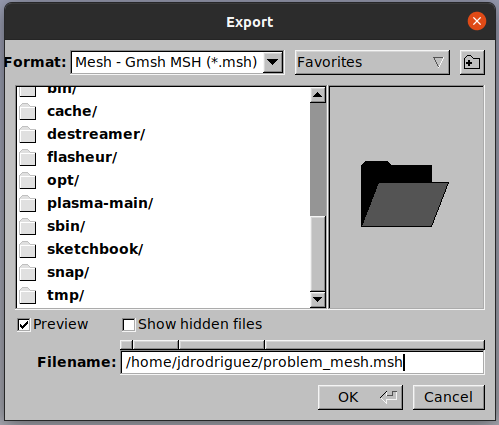 Export
Format: Mesh - Gmsh MSH (*.msh) Favorites
bin/
cache/
destreamer/
flasheur/
opt/
plasma-main/
sbin/
sketchbook/
snap/
tmp/
Preview Show hidden files
Filename: /home/jdrodriguez/problem_mesh.msh
OK Cancel